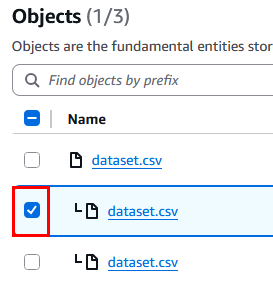 Objects (1/3)
Objects are the fundamental entities stor
Find objects by prefix
Name
dataset.csv
dataset.csv
dataset.csv